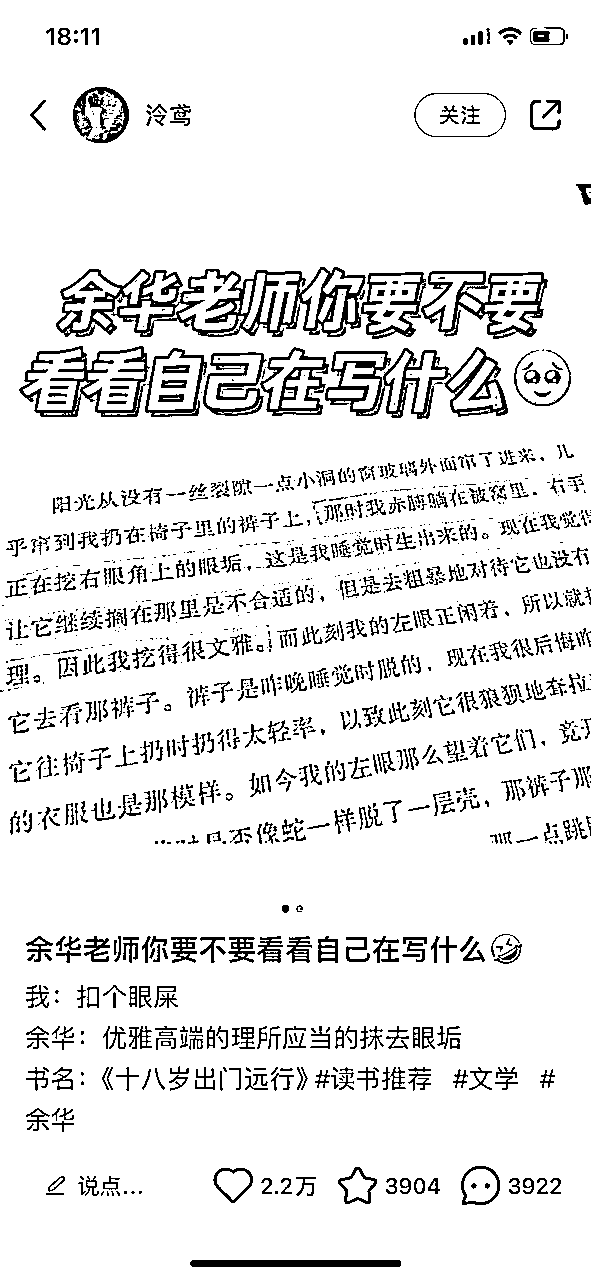 18:11
泠鸢
关注
余华老师你要不要
看看自己在写什么
阳光从没有一丝裂隙一点小洞的窗玻璃外面窜了进来,几
乎窜到我扔在椅子里的裤子上,那时我赤膊躺在被窝里,右手
正在挖右眼角上的眼垢,这是我睡觉时生出来的。现在我觉得
让它继续搁在那里是不合适的,但是去粗暴地对待它也没有
理。因此我挖得很文雅。而此刻我的左眼正闲着,所以就
它去看那裤子。裤子是昨晚睡觉时脱的,现在我很后悔昨
它往椅子上扔时扔得太轻率,以致此刻它很狼狈地耷拉
的衣服也是那模样。如今我的左眼那么望着它们,竟
是否像蛇一样脱了一层壳,那裤子那
那一点跳
余华老师你要不要看看自己在写什么🤣
我：扣个眼屎
余华：优雅高端的理所应当的抹去眼垢
书名：《十八岁出门远行》#读书推荐 #文学 #
余华
说点... 2.2万 3904 3922